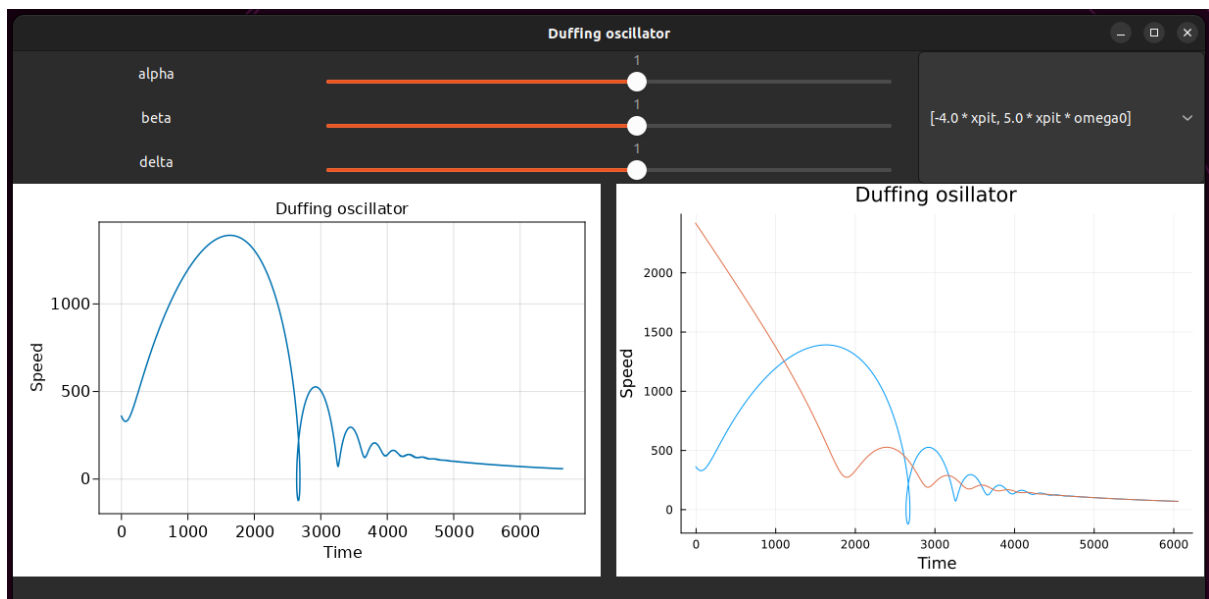 Duffing oscillator
alpha
1
beta
1
delta
1
[-4.0 * xpit, 5.0 * xpit * omega0]
Duffing oscillator
Speed
1000
500
0
0 1000 2000 3000 4000 5000 6000
Time
Duffing osillator
Speed
2000
1500
1000
500
0
0 1000 2000 3000 4000 5000 6000
Time